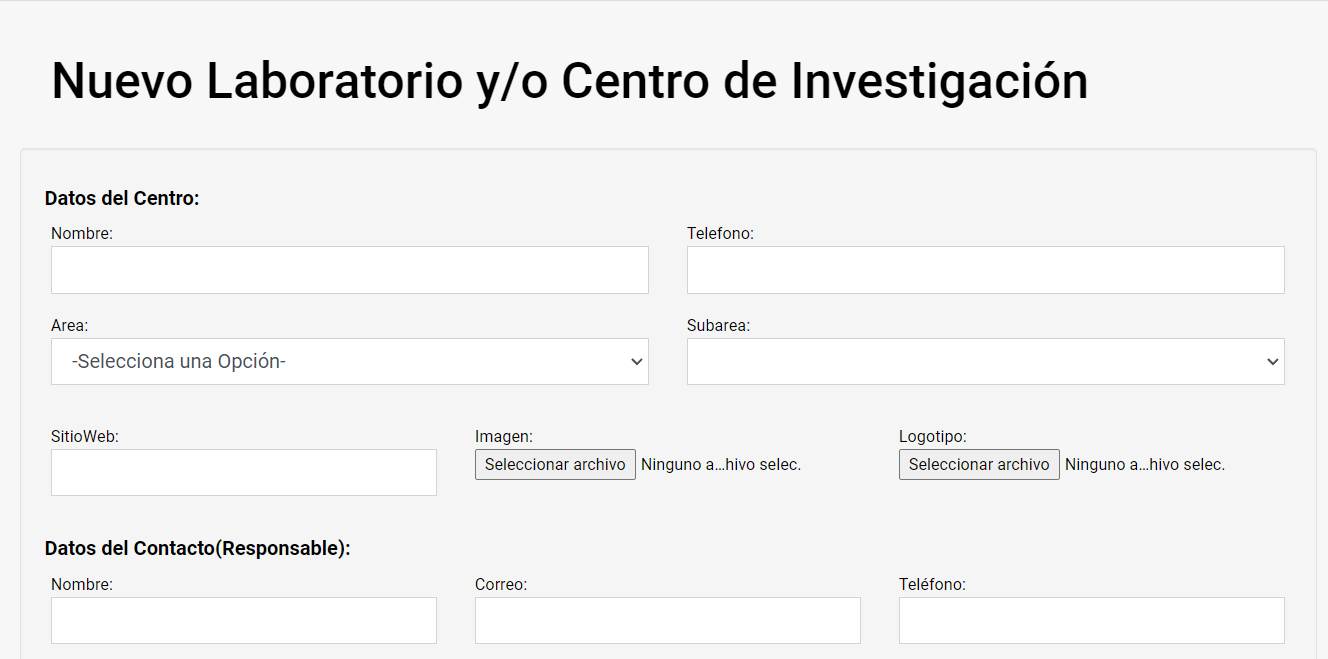 Nuevo Laboratorio y/o Centro de Investigación
Datos del Centro:
Nombre: Telefono:
Area: Subarea:
-Selecciona una Opción-
SitioWeb: Imagen: Logotipo:
Seleccionar archivo Ninguno a...hivo selec. Seleccionar archivo Ninguno a...hivo selec.
Datos del Contacto(Responsable):
Nombre: Correo: Teléfono: